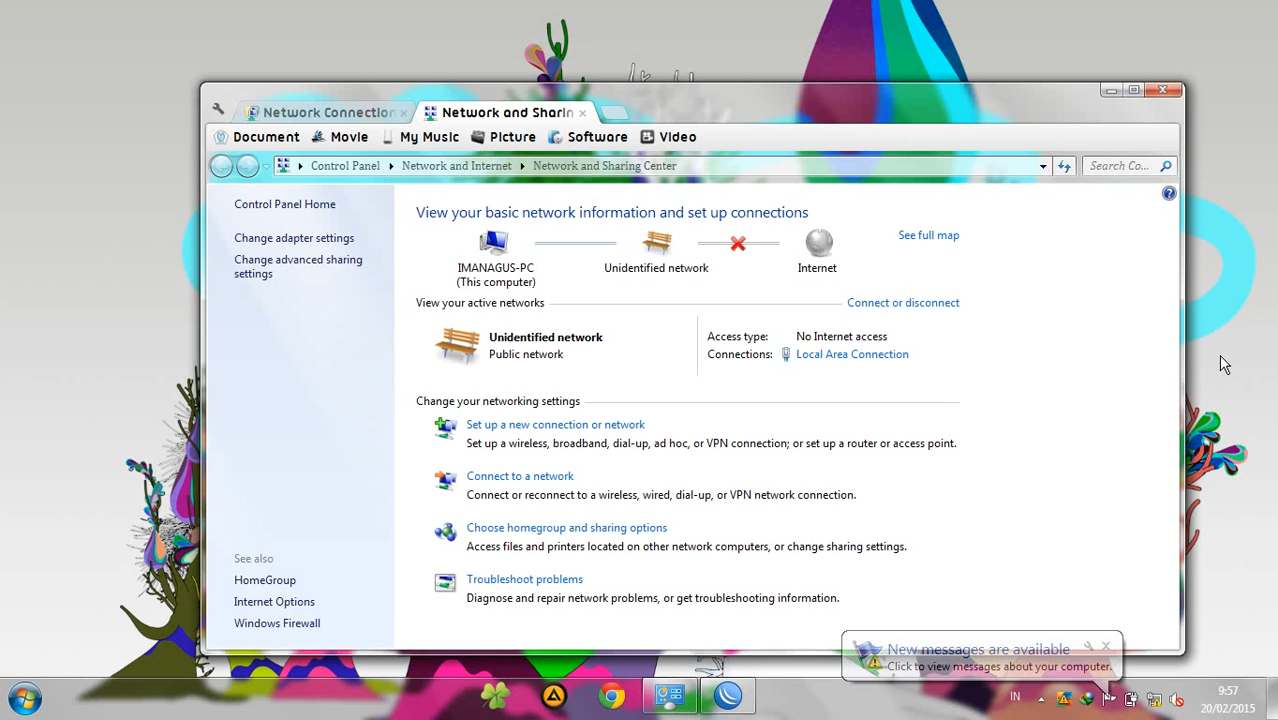 Network Connection
Network and Sharin
Document Movie My Music Picture Software Video
Control Panel Network and Internet Network and Sharing Center
Search Co...
Control Panel Home
Change adapter settings
Change advanced sharing
settings
See also
HomeGroup
Internet Options
Windows Firewall
View your basic network information and set up connections
See full map
IMANAGUS-PC
(This computer)
Unidentified network
Internet
View your active networks
Connect or disconnect
Unidentified network
Public network
Access type: No Internet access
Connections: Local Area Connection
Change your networking settings
Set up a new connection or network
Set up a wireless, broadband, dial-up, ad hoc, or VPN connection; or set up a router or access point.
Connect to a network
Connect or reconnect to a wireless, wired, dial-up, or VPN network connection.
Choose homegroup and sharing options
Access files and printers located on other network computers, or change sharing settings.
Troubleshoot problems
Diagnose and repair network problems, or get troubleshooting information.
New messages are available
Click to view messages about your computer.
IN
9:57
20/02/2015